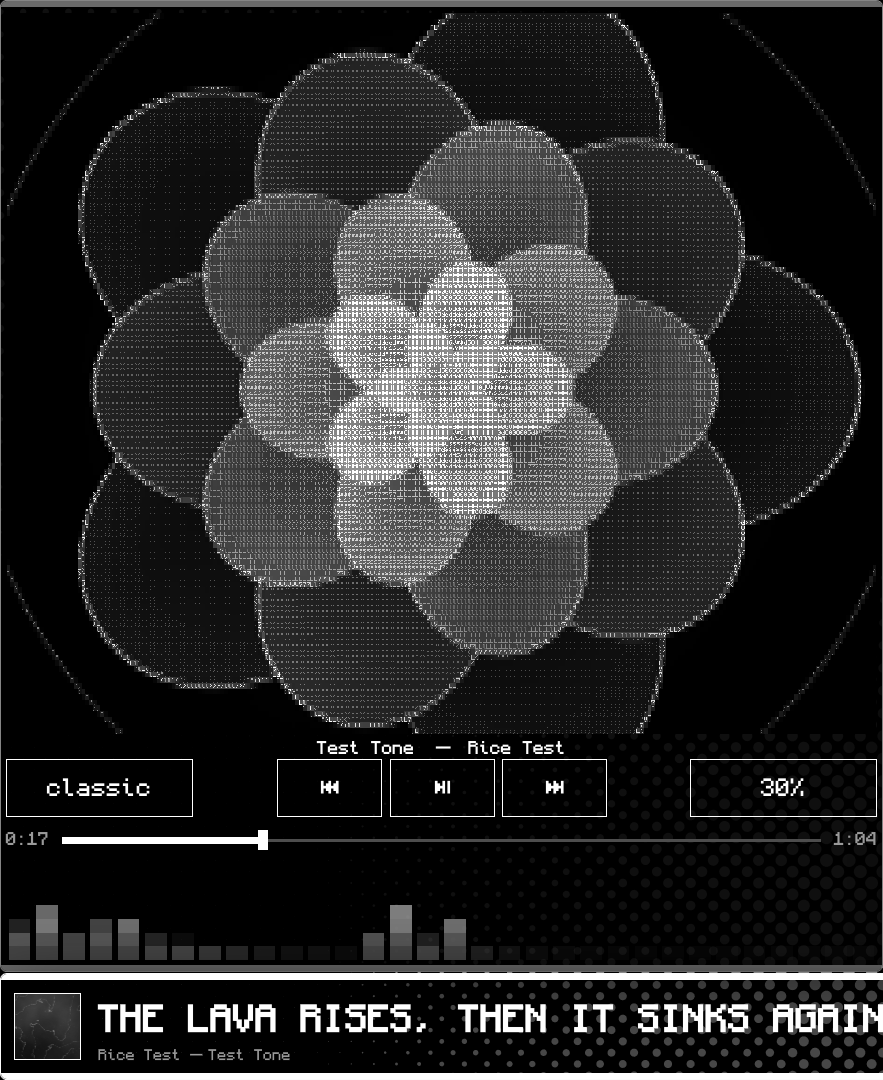 Test Tone — Rice Test
classic
30%
0:17
1:04
THE LAVA RISES, THEN IT SINKS AGAIN
Rice Test — Test Tone